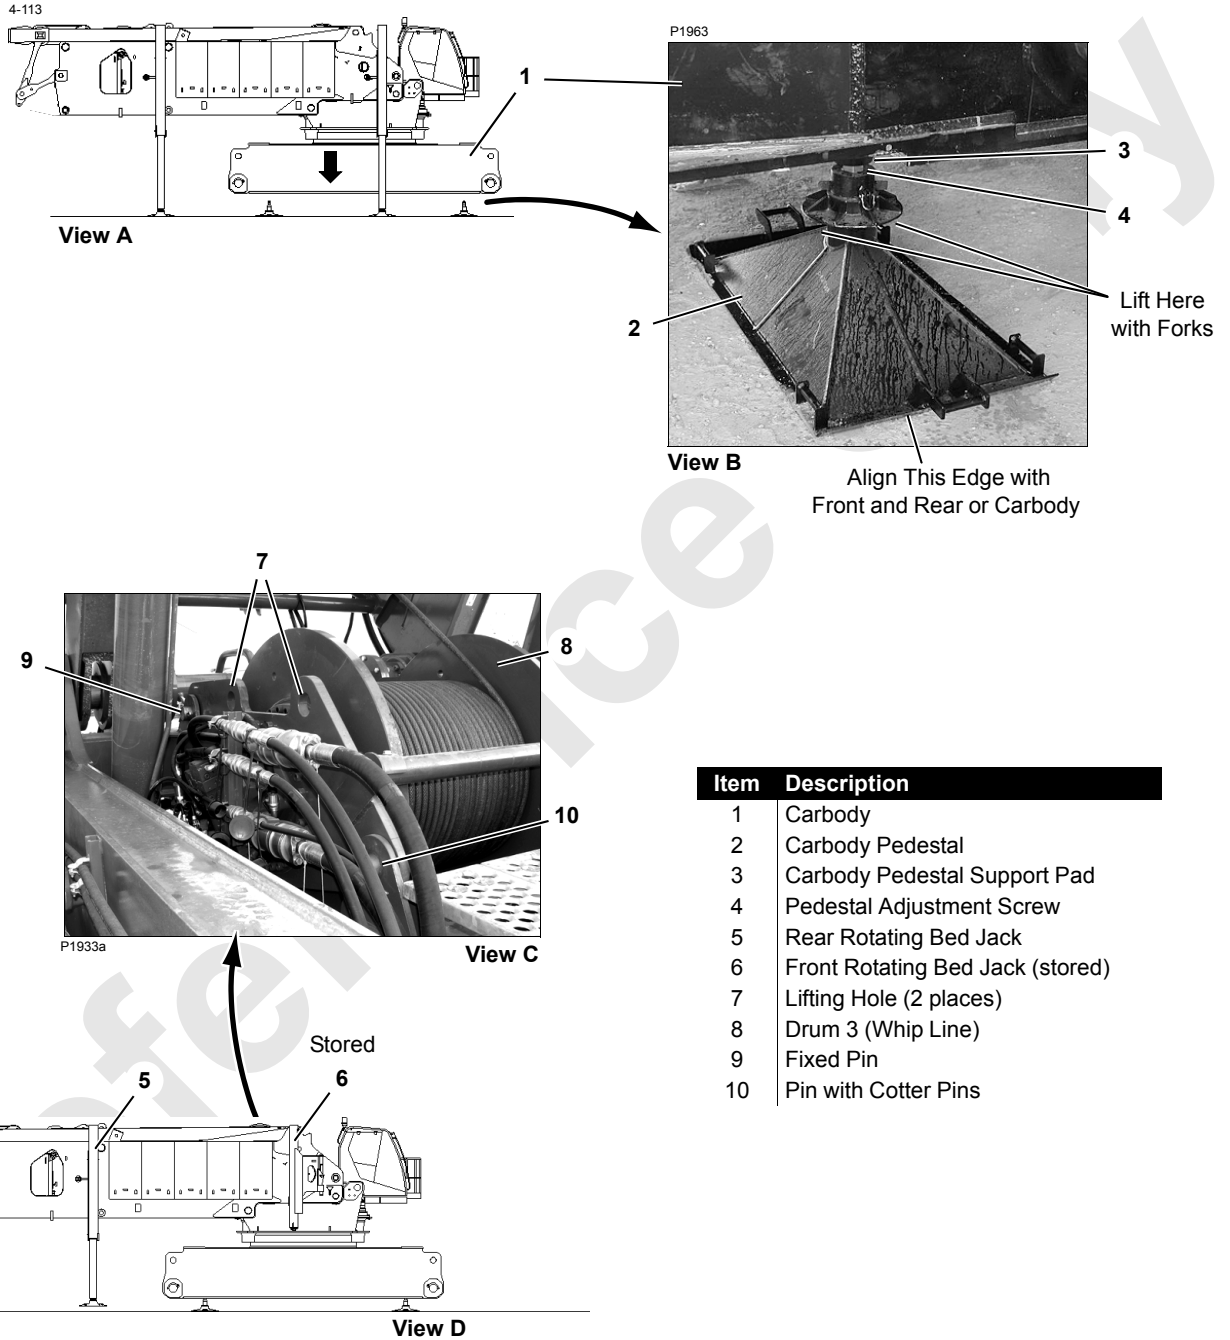 4-113
P1963
1
3
4
View A
Lift Here
with Forks
2
View B
Align This Edge with
Front and Rear or Carbody
7
8
9
10
P1933a
View C
Item Description
1 Carbody
2 Carbody Pedestal
3 Carbody Pedestal Support Pad
4 Pedestal Adjustment Screw
5 Rear Rotating Bed Jack
6 Front Rotating Bed Jack (stored)
7 Lifting Hole (2 places)
8 Drum 3 (Whip Line)
9 Fixed Pin
10 Pin with Cotter Pins
Stored
5
6
View D